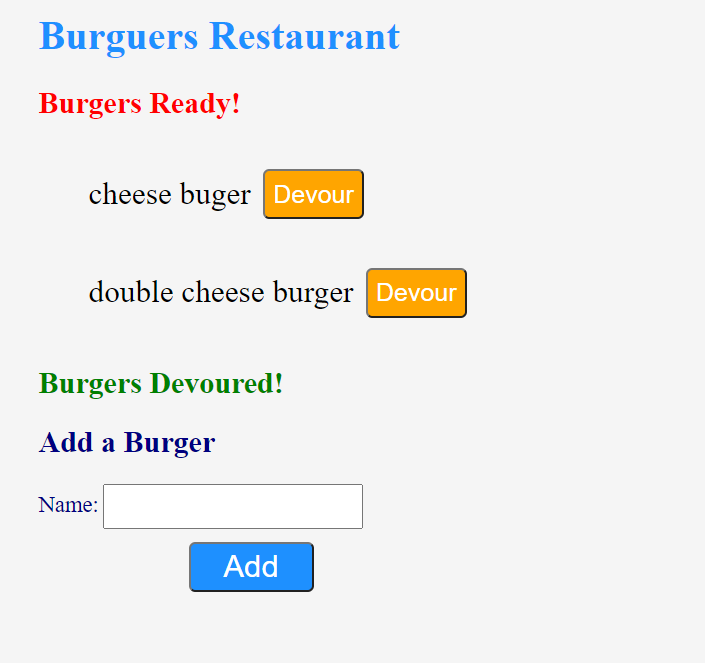 Burguers Restaurant
Burgers Ready!
cheese buger Devour
double cheese burger Devour
Burgers Devoured!
Add a Burger
Name:
Add